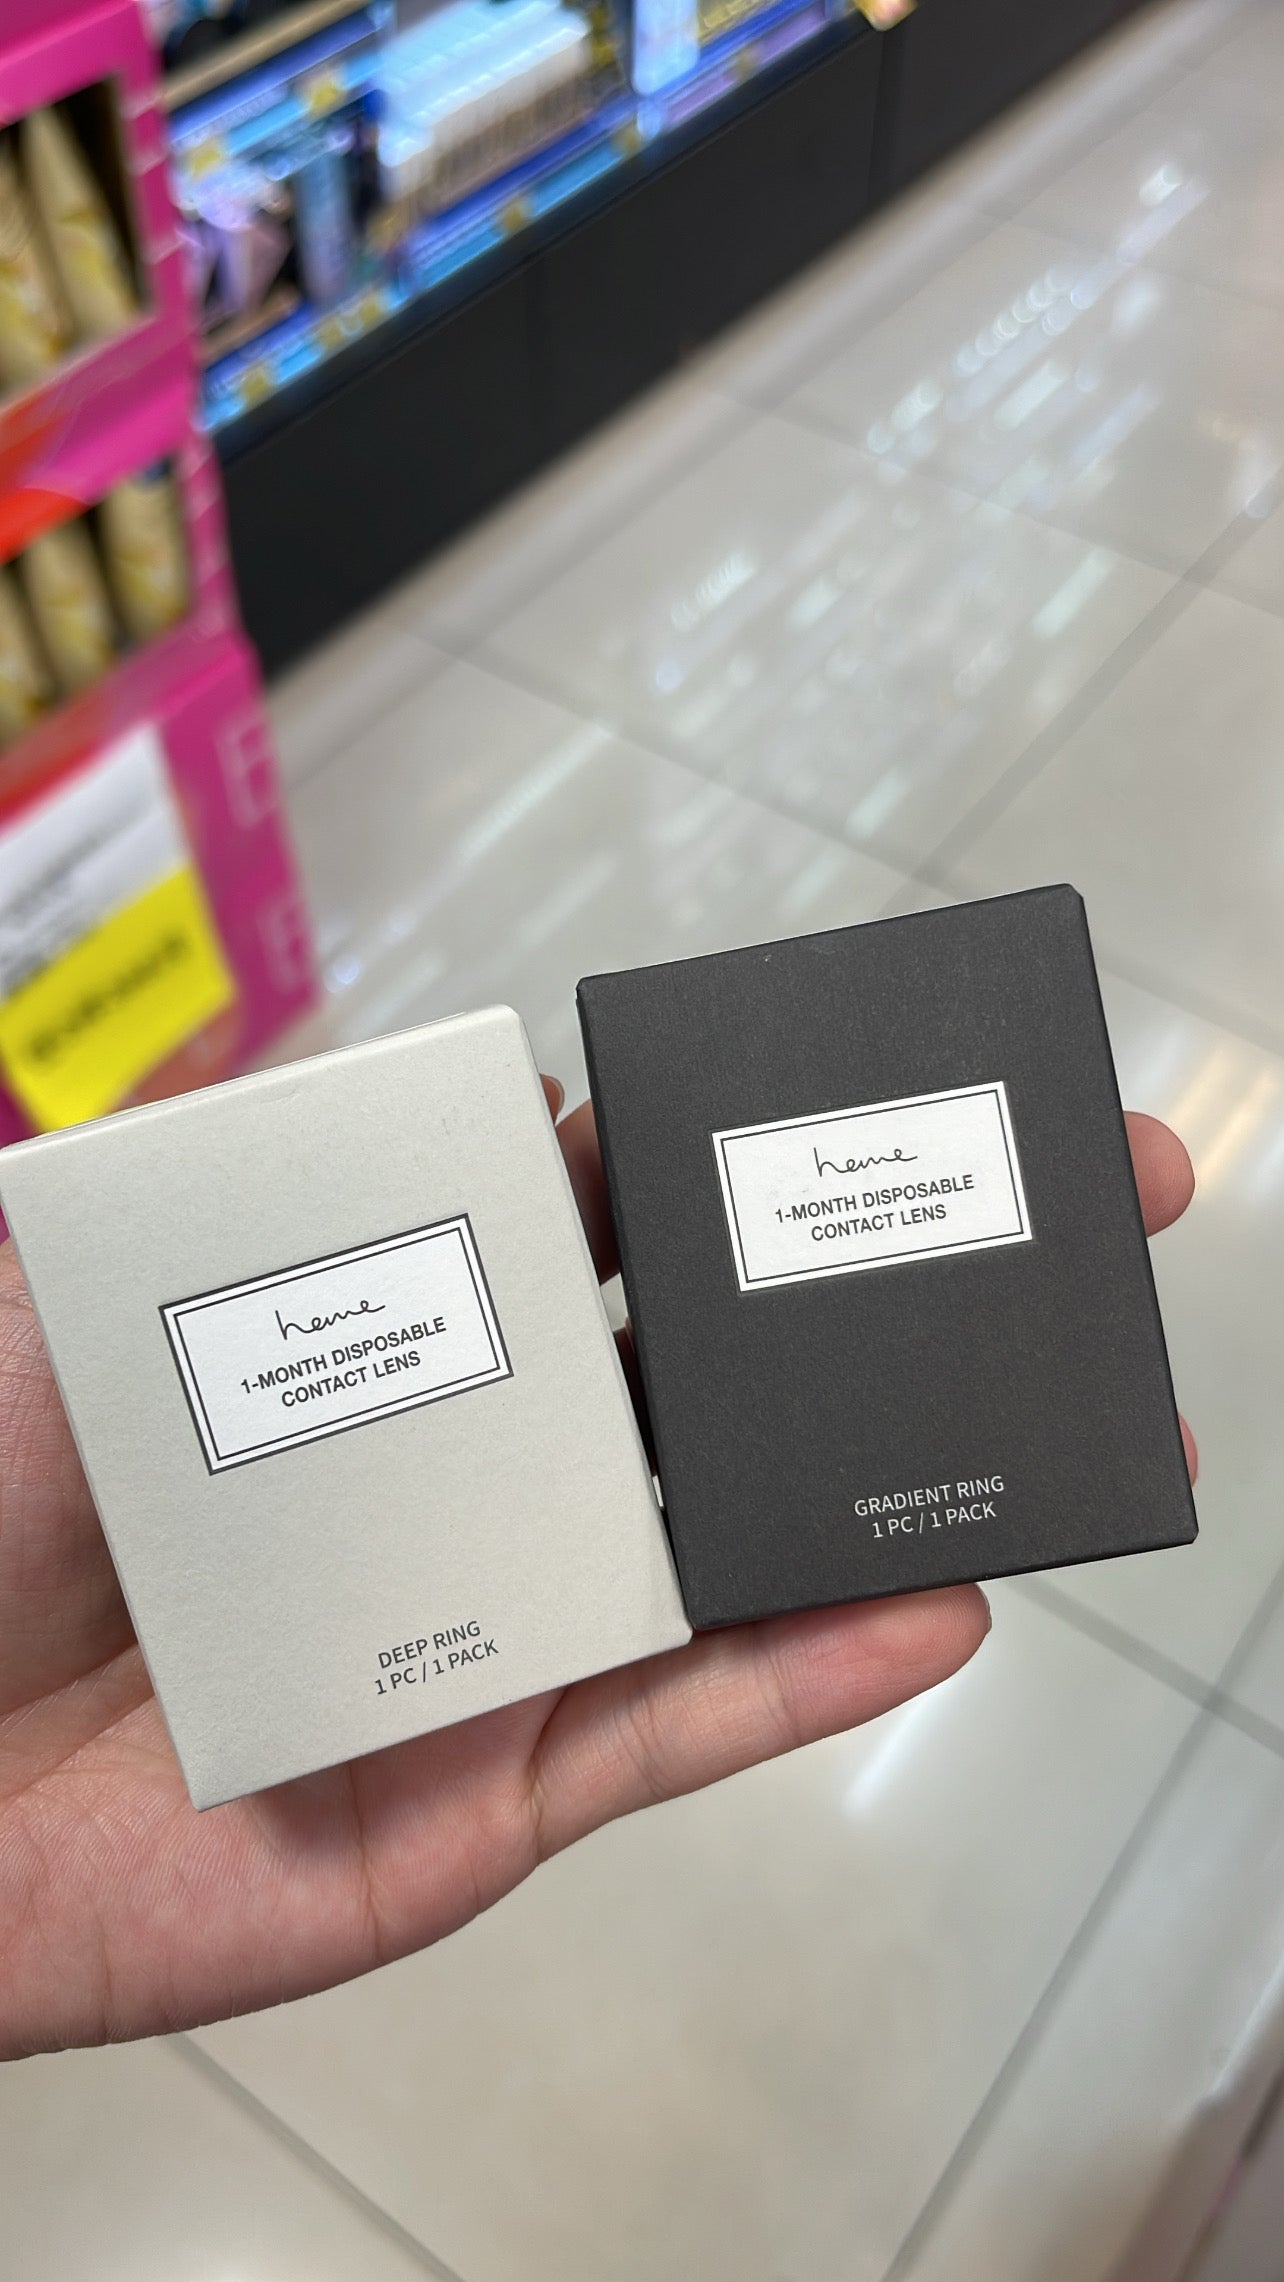 heme
1-MONTH DISPOSABLE
CONTACT LENS
DEEP RING
1 PC / 1 PACK
heme
1-MONTH DISPOSABLE
CONTACT LENS
GRADIENT RING
1 PC / 1 PACK